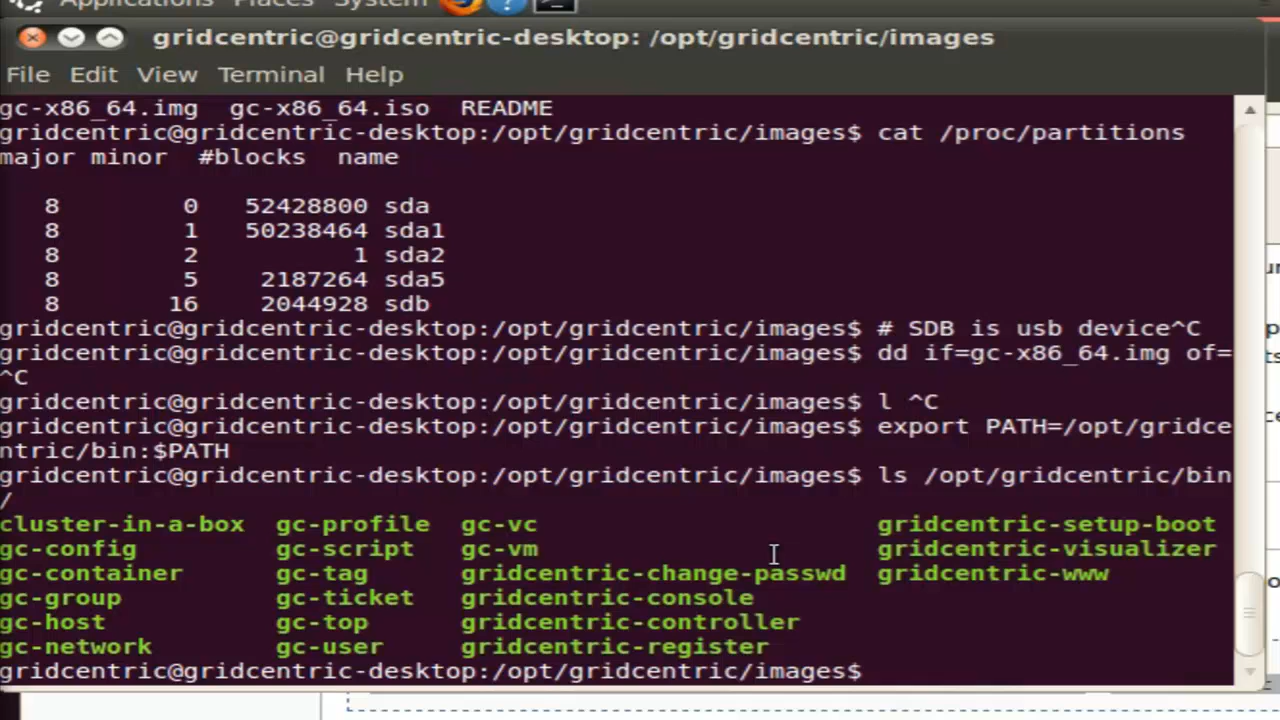 Applications Places System
gridcentric@gridcentric-desktop: /opt/gridcentric/images
File Edit View Terminal Help
gc-x86_64.img gc-x86_64.iso README
gridcentric@gridcentric-desktop:/opt/gridcentric/images$ cat /proc/partitions
major minor #blocks name
8 0 52428800 sda
8 1 50238464 sda1
8 2 1 sda2
8 5 2187264 sda5
8 16 2044928 sdb
gridcentric@gridcentric-desktop:/opt/gridcentric/images$ # SDB is usb device^C
gridcentric@gridcentric-desktop:/opt/gridcentric/images$ dd if=gc-x86_64.img of=
^C
gridcentric@gridcentric-desktop:/opt/gridcentric/images$ l ^C
gridcentric@gridcentric-desktop:/opt/gridcentric/images$ export PATH=/opt/gridce
ntric/bin:$PATH
gridcentric@gridcentric-desktop:/opt/gridcentric/images$ ls /opt/gridcentric/bin
/
cluster-in-a-box gc-profile gc-vc gridcentric-setup-boot
gc-config gc-script gc-vm gridcentric-visualizer
gc-container gc-tag gridcentric-change-passwd gridcentric-www
gc-group gc-ticket gridcentric-console
gc-host gc-top gridcentric-controller
gc-network gc-user gridcentric-register
gridcentric@gridcentric-desktop:/opt/gridcentric/images$